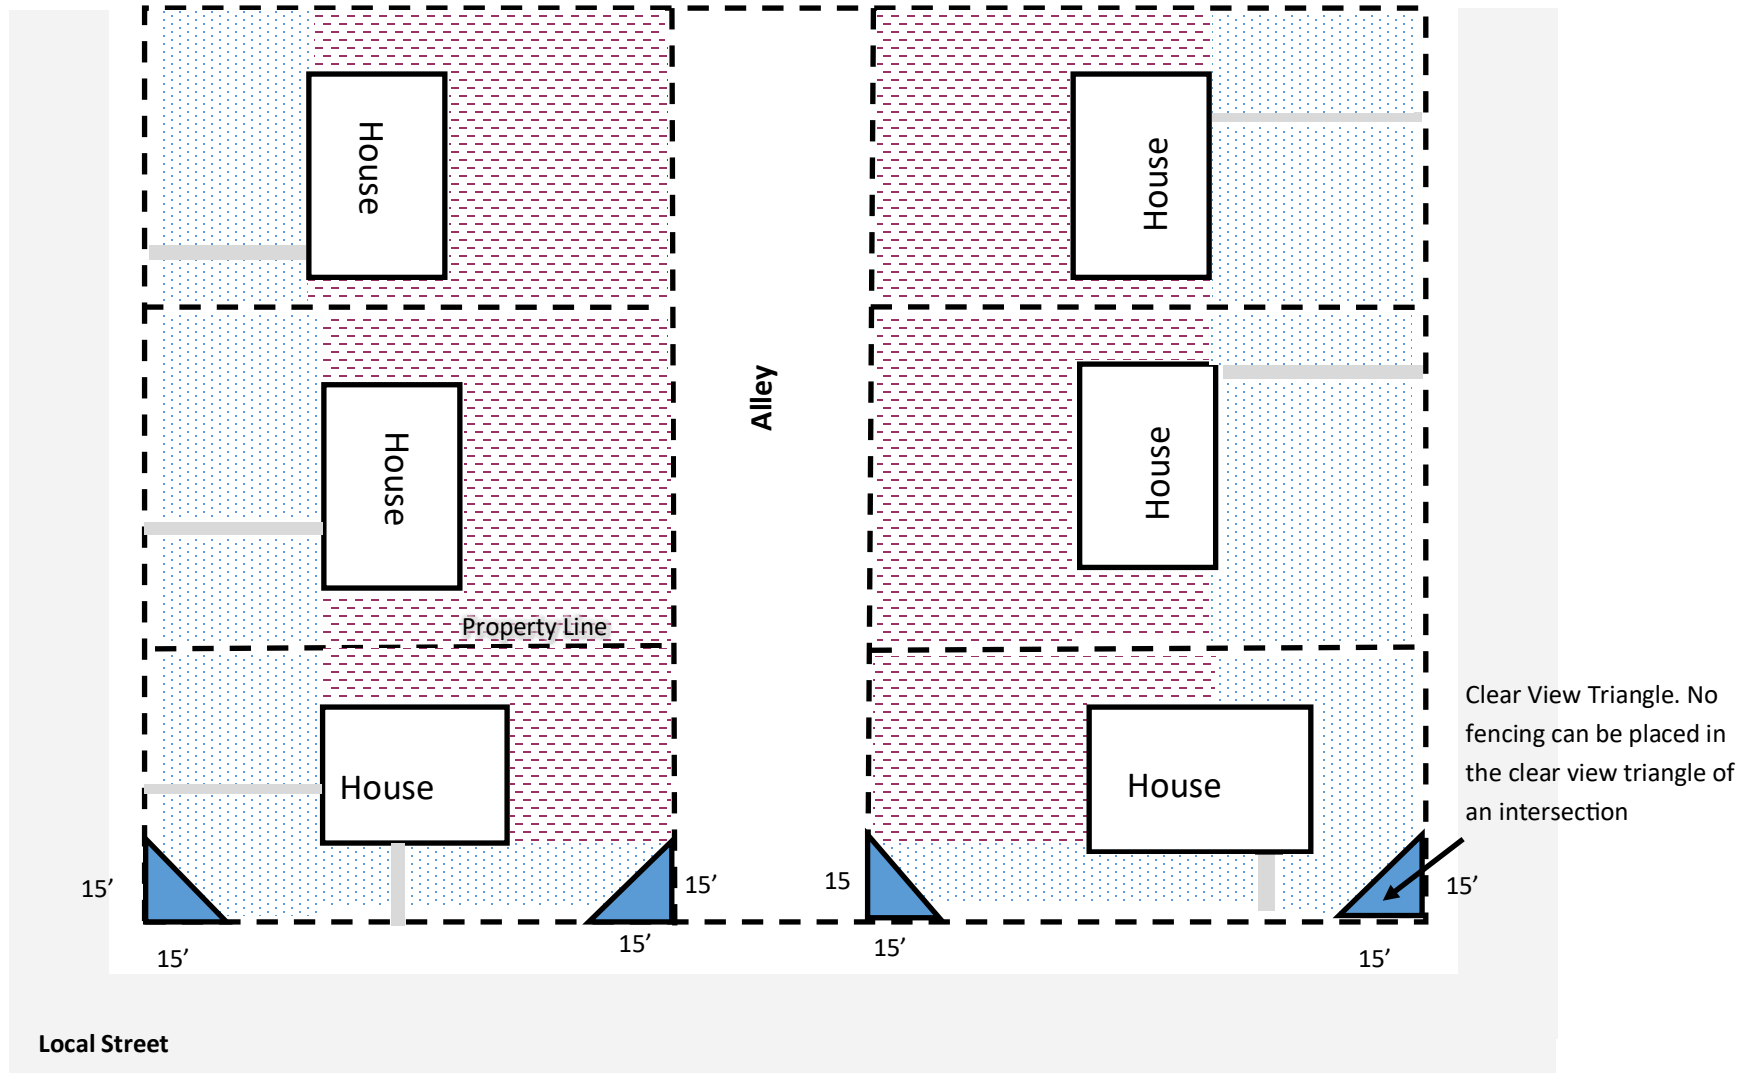 House
House
Alley
House
House
Property Line
Clear View Triangle. No
fencing can be placed in
the clear view triangle of
an intersection
House
House
15’
15’
15
15’
15’
15’
15’
15’
Local Street